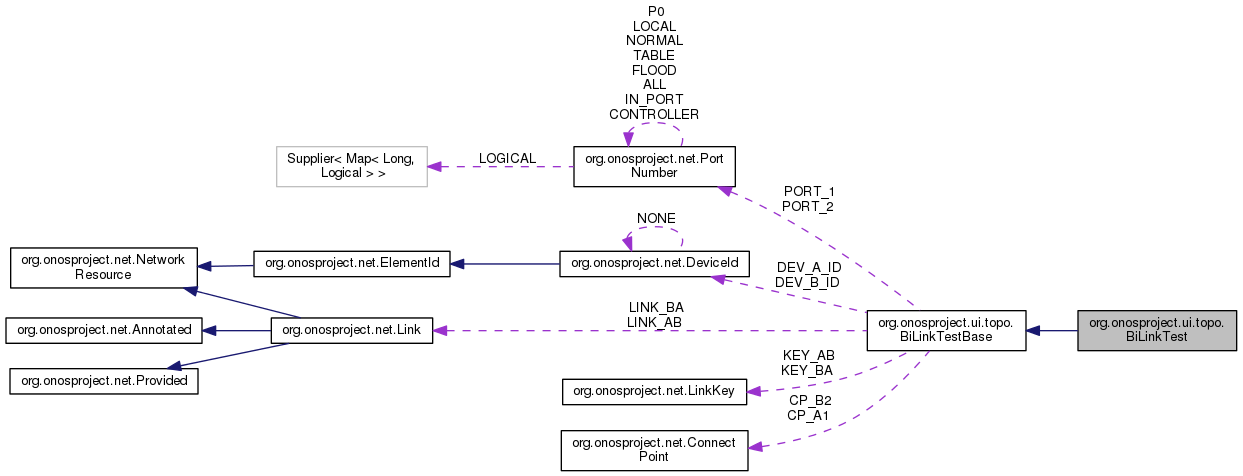 P0
LOCAL
NORMAL
TABLE
FLOOD
ALL
IN_PORT
CONTROLLER
Supplier< Map< Long,
Logical > >
LOGICAL
org.onosproject.net.Port
Number
PORT_1
PORT_2
NONE
org.onosproject.net.Network
Resource
org.onosproject.net.ElementId
org.onosproject.net.DeviceId
DEV_A_ID
DEV_B_ID
LINK_BA
LINK_AB
org.onosproject.net.Annotated
org.onosproject.net.Link
org.onosproject.ui.topo.
BiLinkTestBase
org.onosproject.ui.topo.
BiLinkTest
KEY_AB
KEY_BA
org.onosproject.net.Provided
org.onosproject.net.LinkKey
CP_B2
CP_A1
org.onosproject.net.Connect
Point